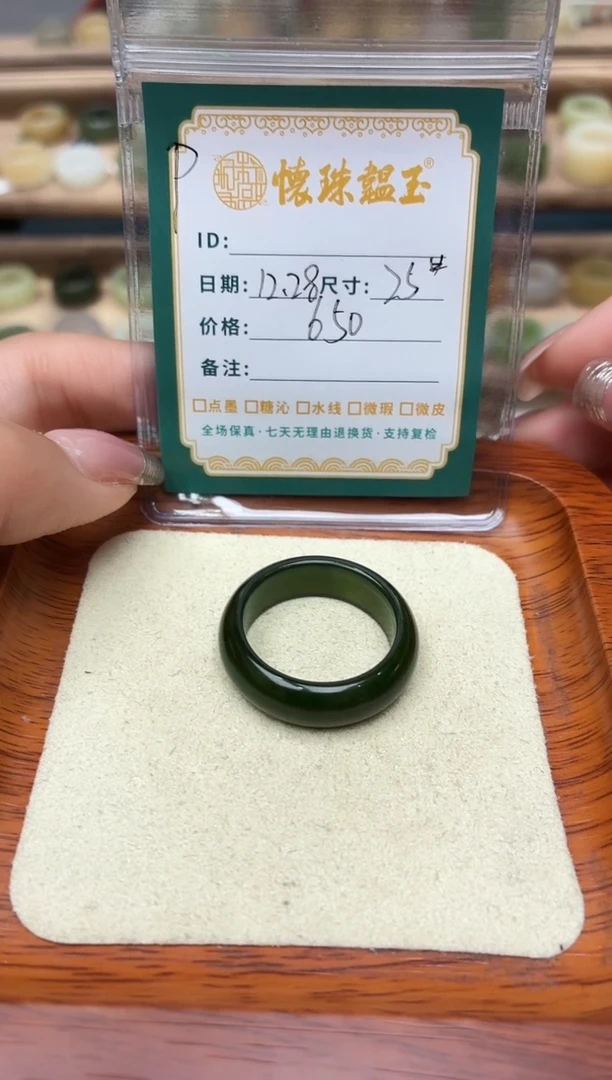 懷珠韞玉®
ID:
日期: 12.28 尺寸: 25#
价格: 650
备注:
□点墨 □糖沁 □水线 □微瑕 □微皮
全场保真·七天无理由退换货·支持复检